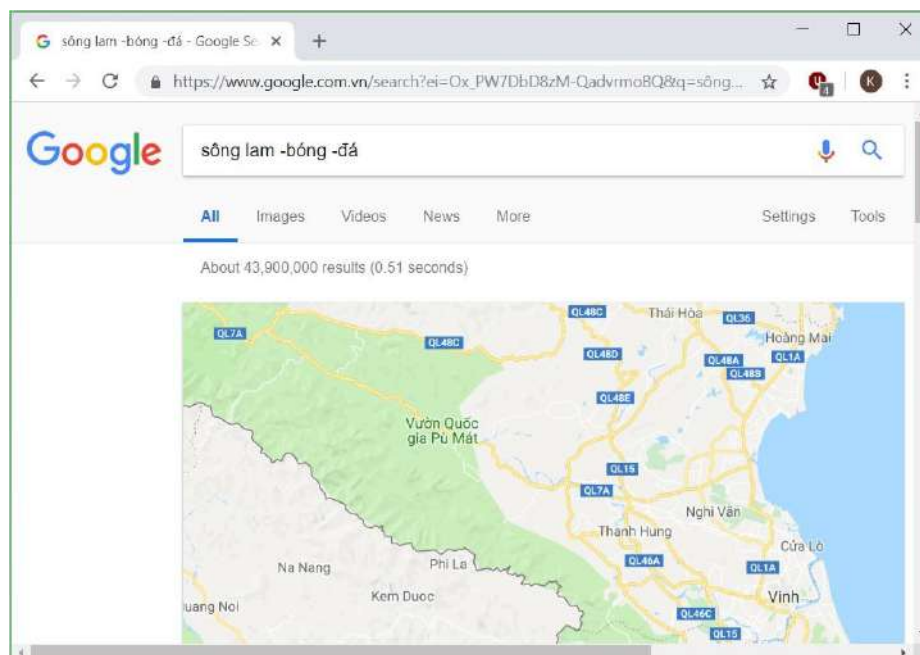 sông lam -bóng -đá - Google Se
https://www.google.com.vn/search?ei=Ox_PW7DbD8zM-QadvrmoBQ&q=sông...
4
K
Google
sông lam -bóng -đá
All Images Videos News More Settings Tools
About 43,900,000 results (0.51 seconds)
QL48C Thái Hòa QL36
QL7A QL48C Hoàng Mai
QL48D QL48A QL1A
QL48B
QL48E
Vườn Quốc
gia Pù Mát
QL15
QL7A
Nghi Văn
Thanh Hung
Cửa Lò
Na Nang Phi La QL46A QL1A
Kem Duoc Vinh
uang Noi QL46C
QL15